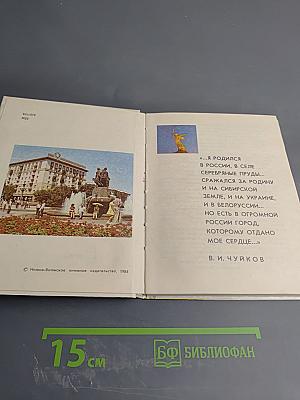 © Нижне-Волжское книжное издательство, 1985
«...Я РОДИЛСЯ
В РОССИИ, В СЕЛЕ
СЕРЕБРЯНЫЕ ПРУДЫ...
СРАЖАЛСЯ ЗА РОДИНУ
И НА СИБИРСКОЙ
ЗЕМЛЕ, И НА УКРАИНЕ,
И В БЕЛОРУССИИ...
НО ЕСТЬ В ОГРОМНОЙ
РОССИИ ГОРОД,
КОТОРОМУ ОТДАНО
МОЕ СЕРДЦЕ...»
В. И. ЧУЙКОВ
15 СМ
БФ БИБЛИОФАН